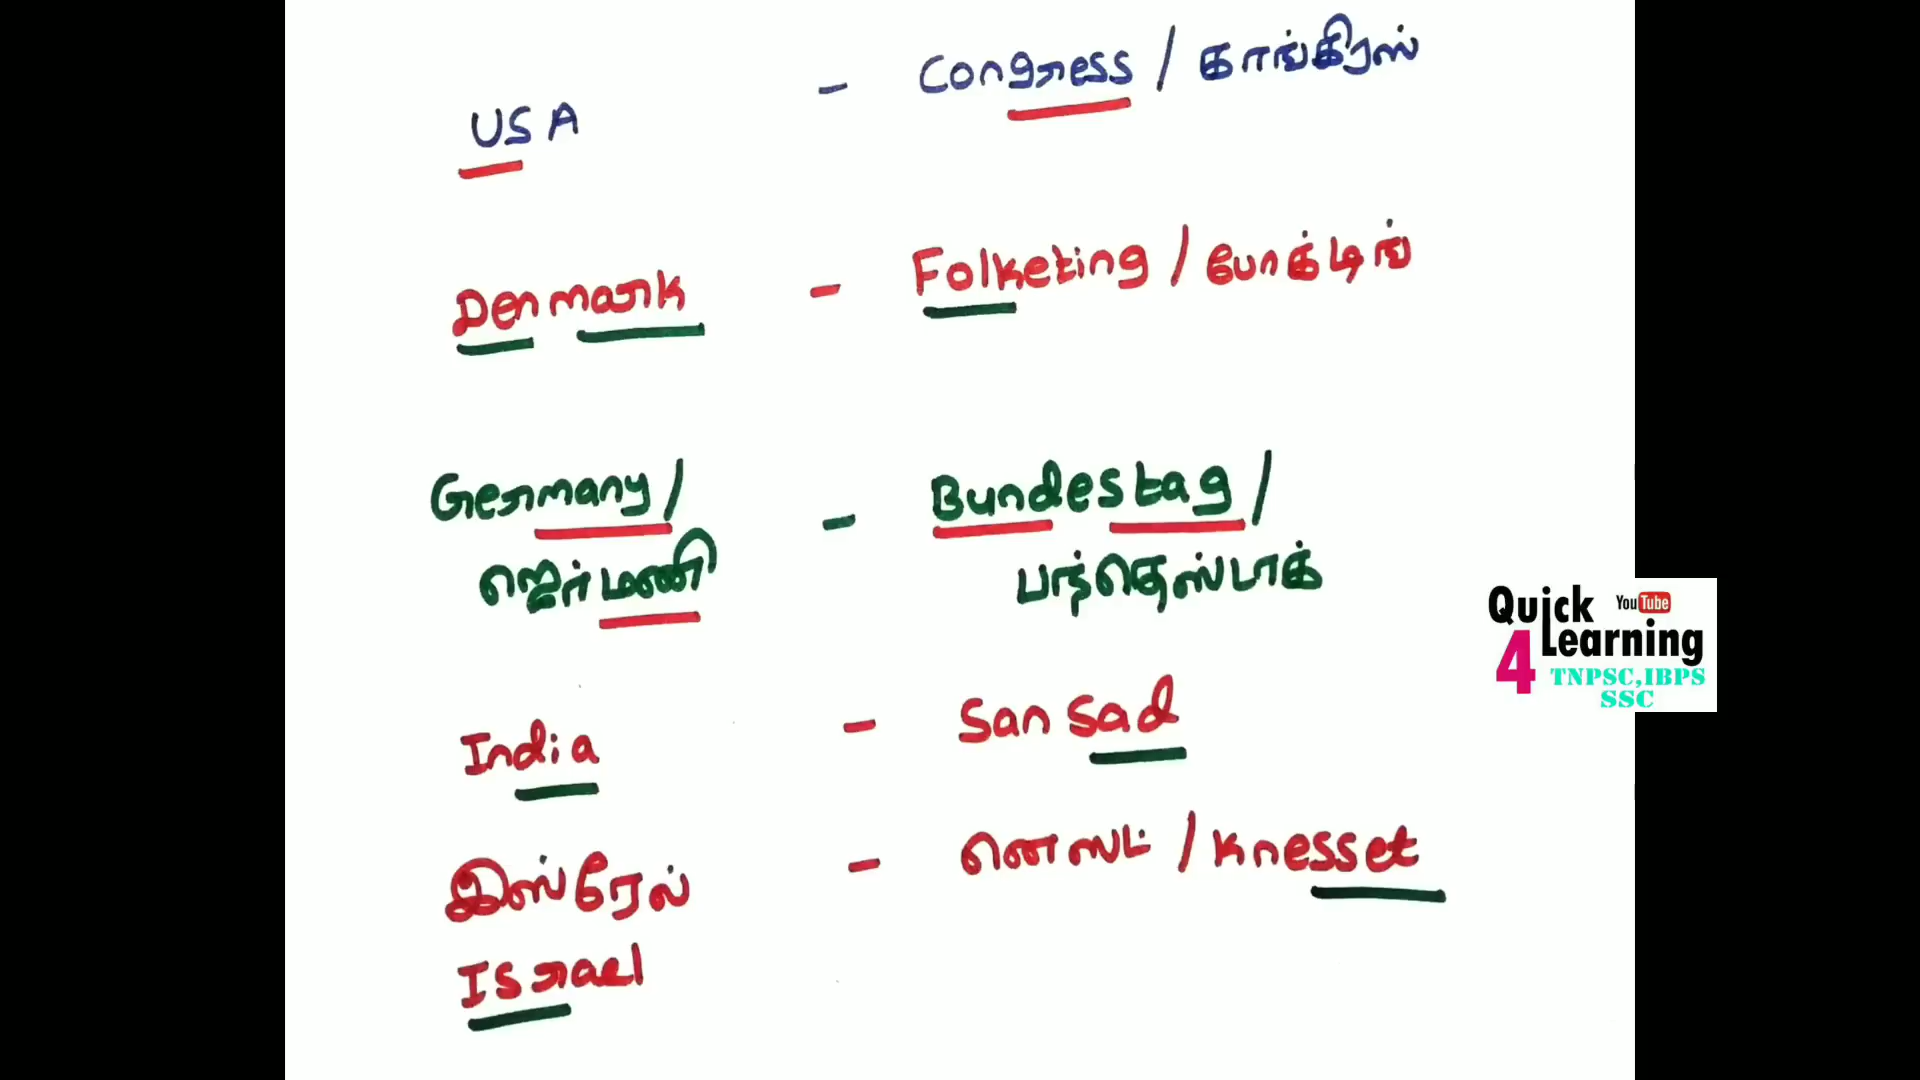 USA - Congress / காங்கிரஸ்
Denmark - Folketing / போக்டிங்
Germany / - Bundestag /
ஜெர்மணி பந்தெஸ்டாக்
India - Sansad
இஸ்ரேல் - னெஸட் / Knesset
Israel
Quick YouTube
4 Learning
TNPSC,IBPS
SSC